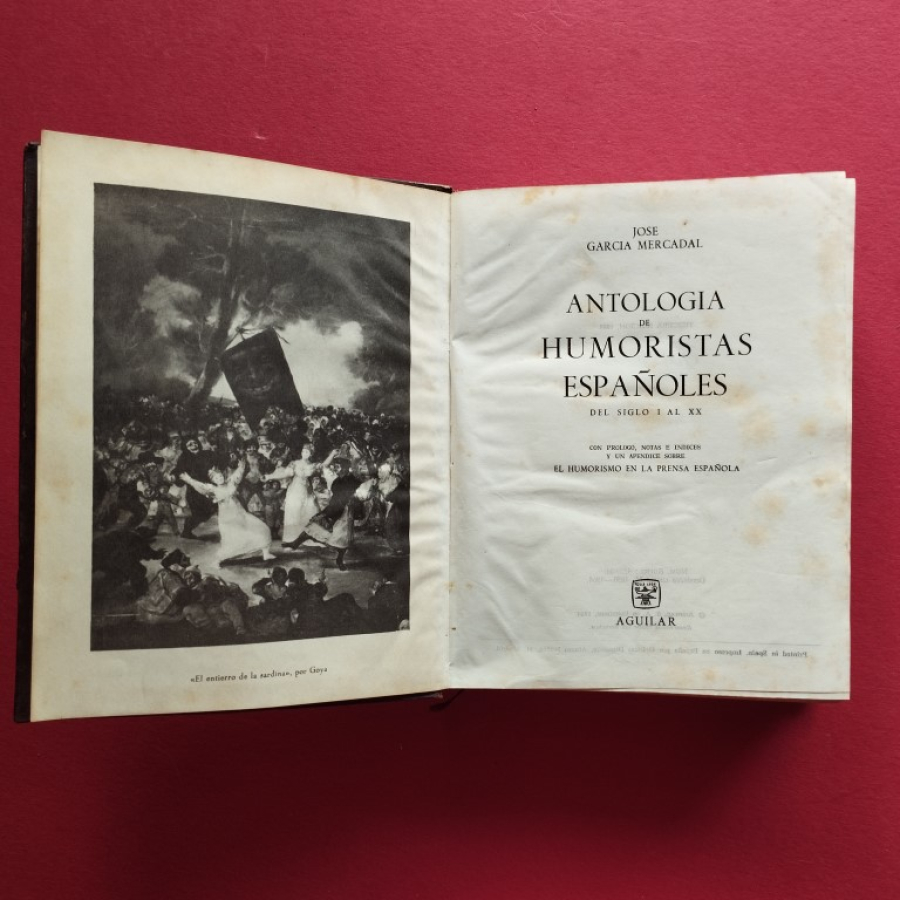 «El entierro de la sardina», por Goya
JOSE
GARCIA MERCADAL
ANTOLOGIA
DE
HUMORISTAS
ESPAÑOLES
DEL SIGLO I AL XX
CON PROLOGO, NOTAS E INDICES
Y UN APENDICE SOBRE
EL HUMORISMO EN LA PRENSA ESPAÑOLA
AGUILAR